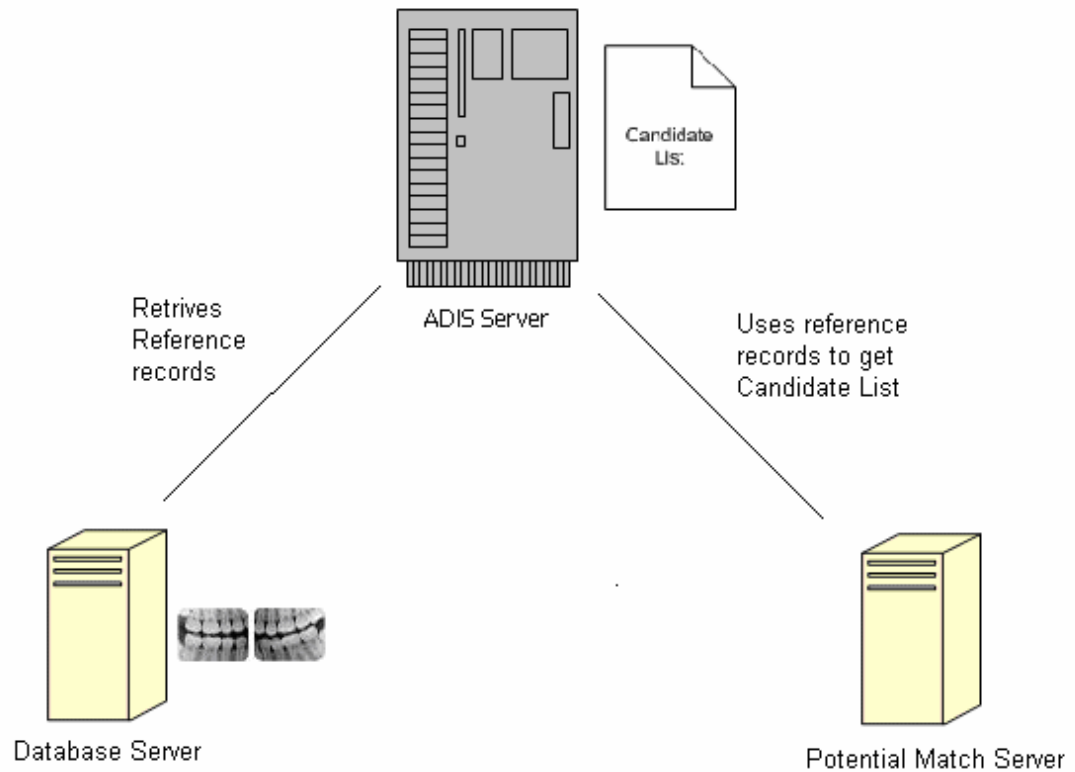 Candidate
Lis:
ADIS Server
Retrives
Reference
records
Uses reference
records to get
Candidate List
Database Server
Potential Match Server